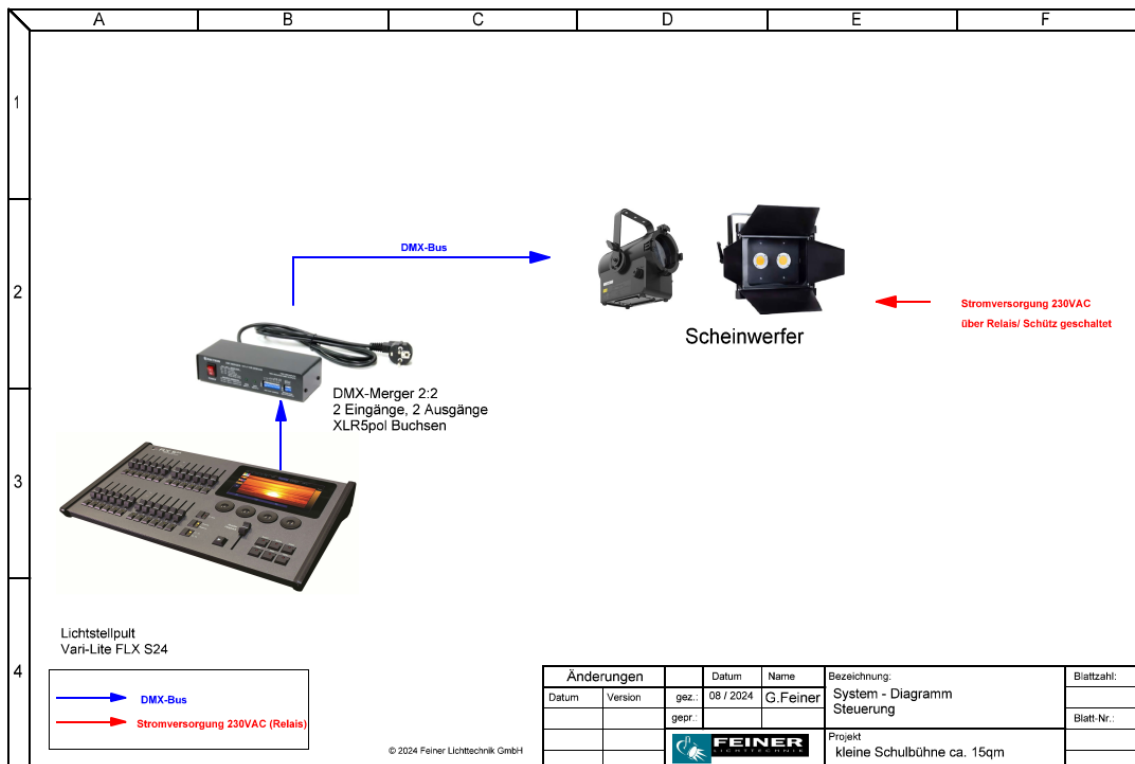 A B C D E F
1
DMX-Bus
2
Stromversorgung 230VAC
über Relais/ Schütz geschaltet
Scheinwerfer
DMX-Merger 2:2
2 Eingänge, 2 Ausgänge
XLR5pol Buchsen
3
Lichtstellpult
Vari-Lite FLX S24
4
DMX-Bus
Stromversorgung 230VAC (Relais)
© 2024 Feiner Lichttechnik GmbH
Änderungen Datum Name Bezeichnung: Blattzahl:
Datum Version gez.: 08 / 2024 G.Feiner System - Diagramm
Steuerung
gepr.: Blatt-Nr.:
FEINER
LICHTTECHNIK
Projekt
kleine Schulbühne ca. 15qm